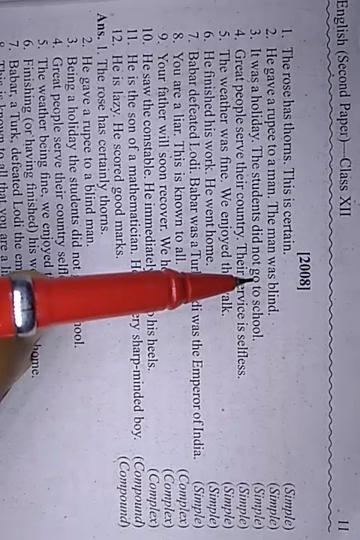 English (Second Paper)—Class XII 11
[2008]
1. The rose has thorns. This is certain. (Simple)
2. He gave a rupee to a man. The man was blind. (Simple)
3. It was a holiday. The students did not go to school. (Simple)
4. Great people serve their country. Their service is selfless. (Simple)
5. The weather was fine. We enjoyed the walk. (Simple)
6. He finished his work. He went home. (Simple)
7. Babar defeated Lodi. Babar was a Turk. Lodi was the Emperor of India. (Simple)
8. You are a liar. This is known to all. (Complex)
9. Your father will soon recover. We (Complex)
10. He saw the constable. He immediately his heels. (Complex)
11. He is the son of a mathematician. He very sharp-minded boy. (Compound)
12. He is lazy. He scored good marks. (Compound)
Ans. 1. The rose has certainly thorns.
2. He gave a rupee to a blind man.
3. Being a holiday the students did not
4. Great people serve their country
5. The weather being fine, we enjoyed
6. Finishing (or having finished) his home.
7. Babar, a Turk, defeated Lodi the